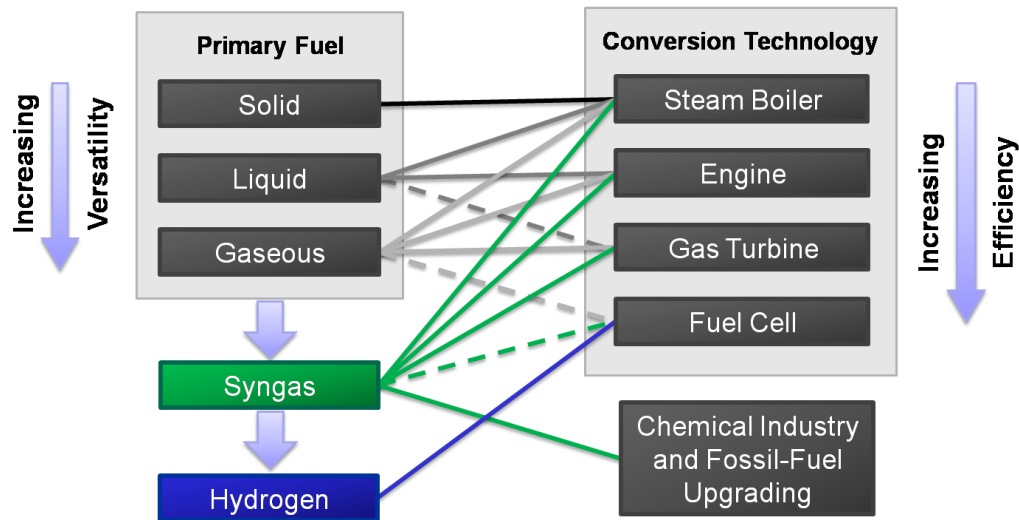 Primary Fuel
Solid
Liquid
Gaseous
Syngas
Hydrogen
Increasing
Versatility
Conversion Technology
Steam Boiler
Engine
Gas Turbine
Fuel Cell
Chemical Industry
and Fossil-Fuel
Upgrading
Increasing
Efficiency